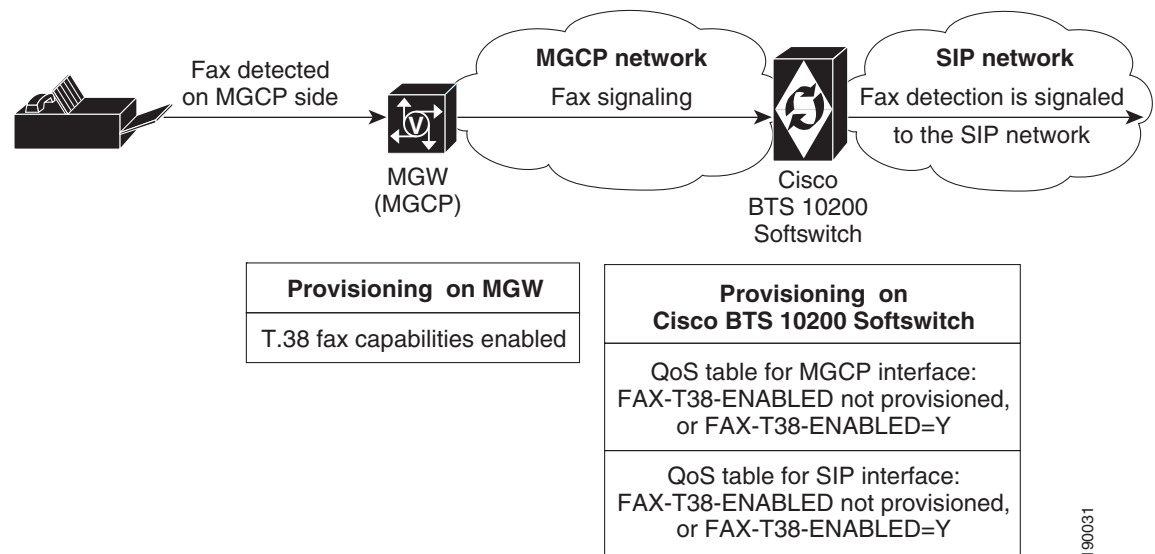 Fax detected
on MGCP side
V
MGW
(MGCP)
MGCP network
Fax signaling
Cisco
BTS 10200
Softswitch
SIP network
Fax detection is signaled
to the SIP network
Provisioning on MGW
T.38 fax capabilities enabled
Provisioning on
Cisco BTS 10200 Softswitch
QoS table for MGCP interface:
FAX-T38-ENABLED not provisioned,
or FAX-T38-ENABLED=Y
QoS table for SIP interface:
FAX-T38-ENABLED not provisioned,
or FAX-T38-ENABLED=Y
190031